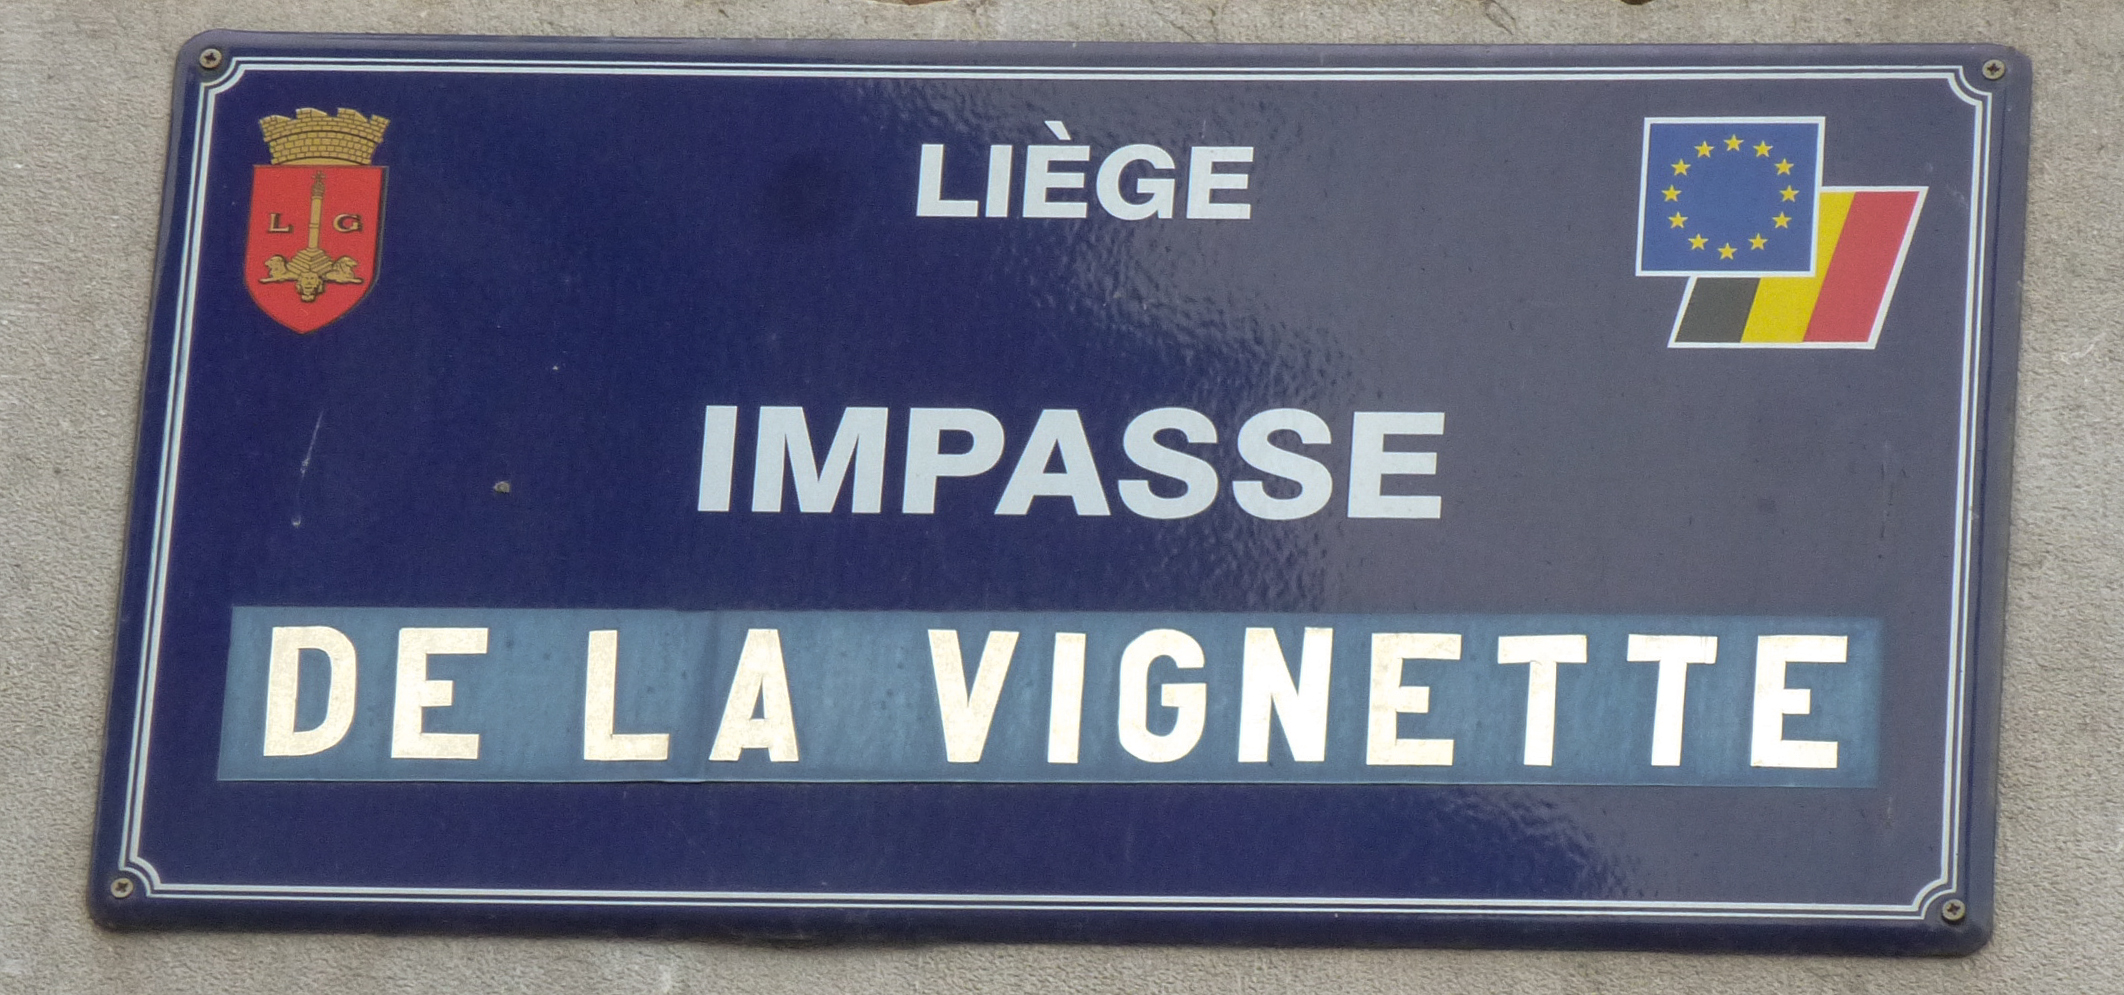 LIÈGE
L G
IMPASSE
DE LA VIGNETTE